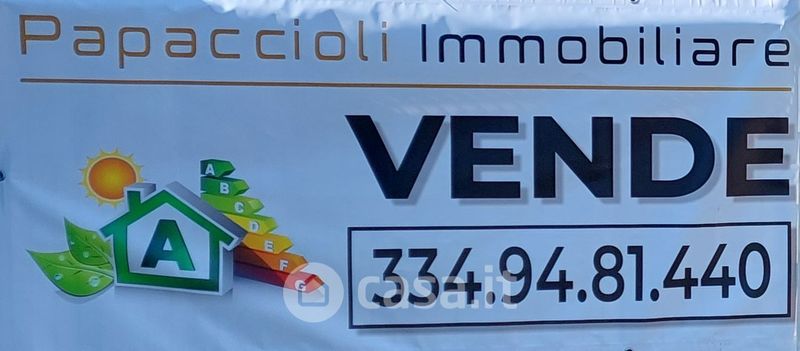 Papaccioli Immobiliare
VENDE
A
A
B
C
D
E
F
G
334.94.81.440
casa.it